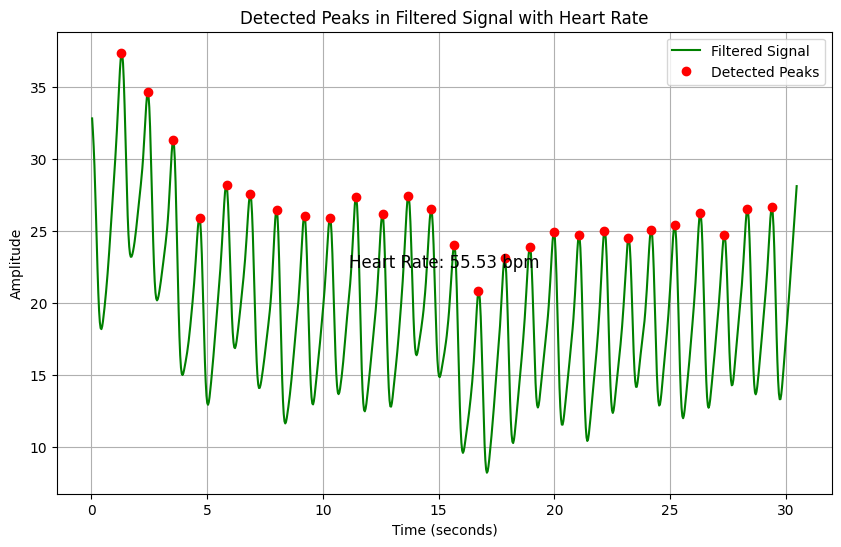 Detected Peaks in Filtered Signal with Heart Rate
Filtered Signal
Detected Peaks
35
30
25
20
15
10
Amplitude
Heart Rate: 55.53 bpm
0 5 10 15 20 25 30
Time (seconds)